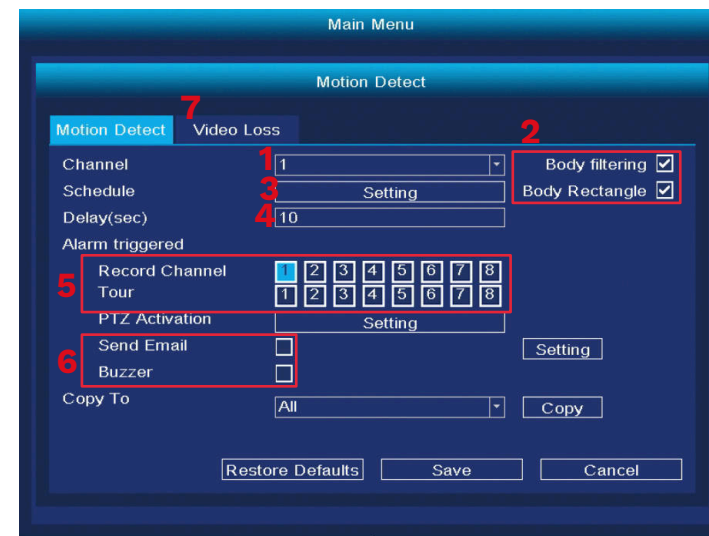 Main Menu
Motion Detect
7
Motion Detect Video Loss
2
Channel 1 1 Body filtering
Schedule 3 Setting Body Rectangle
Delay(sec) 4 10
Alarm triggered
5 Record Channel 1 2 3 4 5 6 7 8
Tour 1 2 3 4 5 6 7 8
PTZ Activation Setting
6 Send Email Setting
Buzzer
Copy To All Copy
Restore Defaults Save Cancel